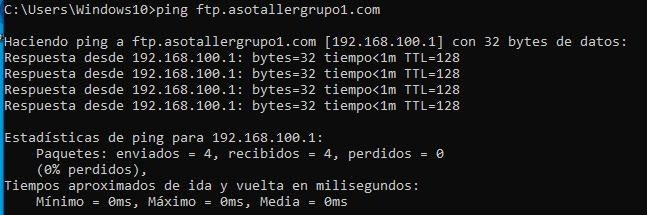 C:\Users\Windows10>ping ftp.asotallergrupo1.com
Haciendo ping a ftp.asotallergrupo1.com [192.168.100.1] con 32 bytes de datos:
Respuesta desde 192.168.100.1: bytes=32 tiempo<1m TTL=128
Respuesta desde 192.168.100.1: bytes=32 tiempo<1m TTL=128
Respuesta desde 192.168.100.1: bytes=32 tiempo<1m TTL=128
Respuesta desde 192.168.100.1: bytes=32 tiempo<1m TTL=128
Estadísticas de ping para 192.168.100.1:
Paquetes: enviados = 4, recibidos = 4, perdidos = 0
(0% perdidos),
Tiempos aproximados de ida y vuelta en milisegundos:
Mínimo = 0ms, Máximo = 0ms, Media = 0ms